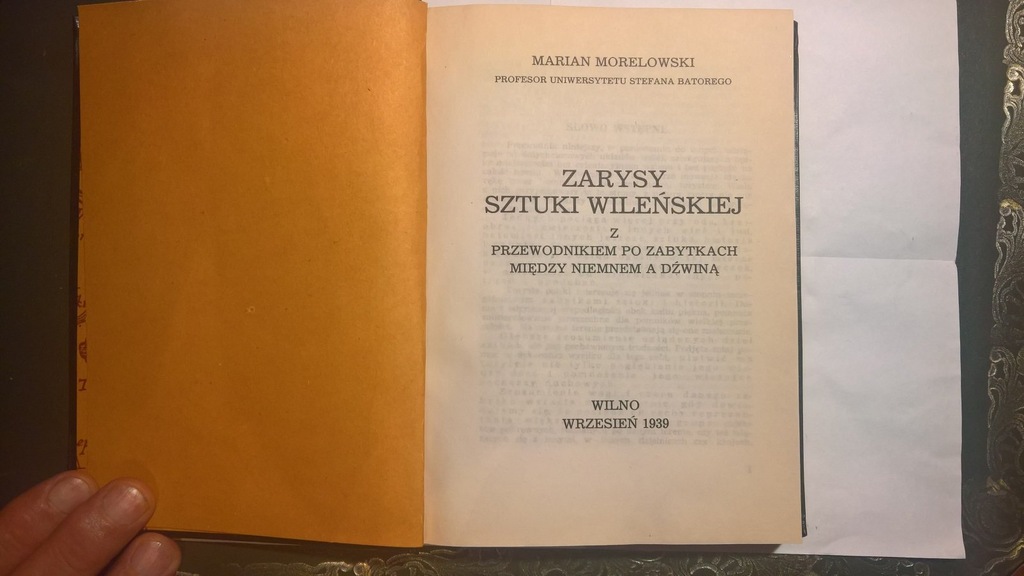 MARIAN MORELOWSKI
PROFESOR UNIWERSYTETU STEFANA BATOREGO
ZARYSY
SZTUKI WILEŃSKIEJ
Z
PRZEWODNIKIEM PO ZABYTKACH
MIĘDZY NIEMNEM A DŹWINĄ
WILNO
WRZESIEŃ 1939